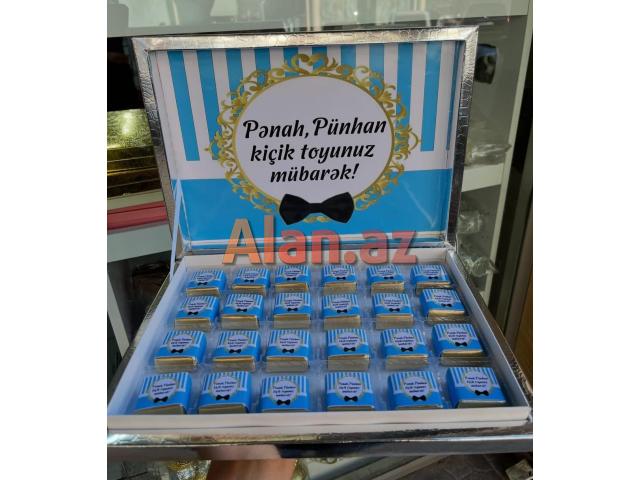 Pənah, Pünhan
kiçik toyunuz
mübarək!
Alan.az